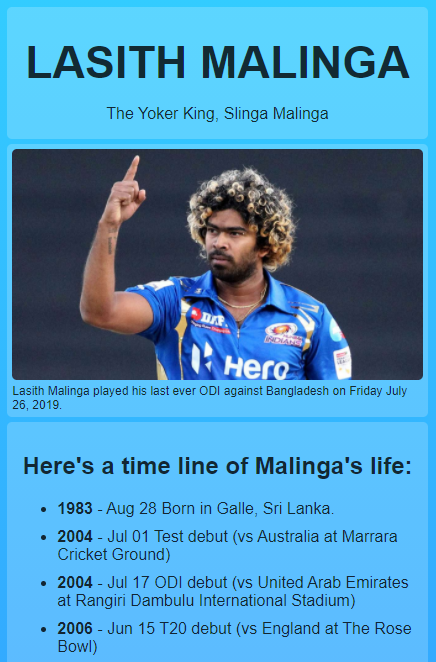 LASITH MALINGA
The Yoker King, Slinga Malinga
DAF
INDIANS
Hero
Lasith Malinga played his last ever ODI against Bangladesh on Friday July
26, 2019.
Here's a time line of Malinga's life:
• 1983 - Aug 28 Born in Galle, Sri Lanka.
• 2004 - Jul 01 Test debut (vs Australia at Marrara
Cricket Ground)
• 2004 - Jul 17 ODI debut (vs United Arab Emirates
at Rangiri Dambulu International Stadium)
• 2006 - Jun 15 T20 debut (vs England at The Rose
Bowl)